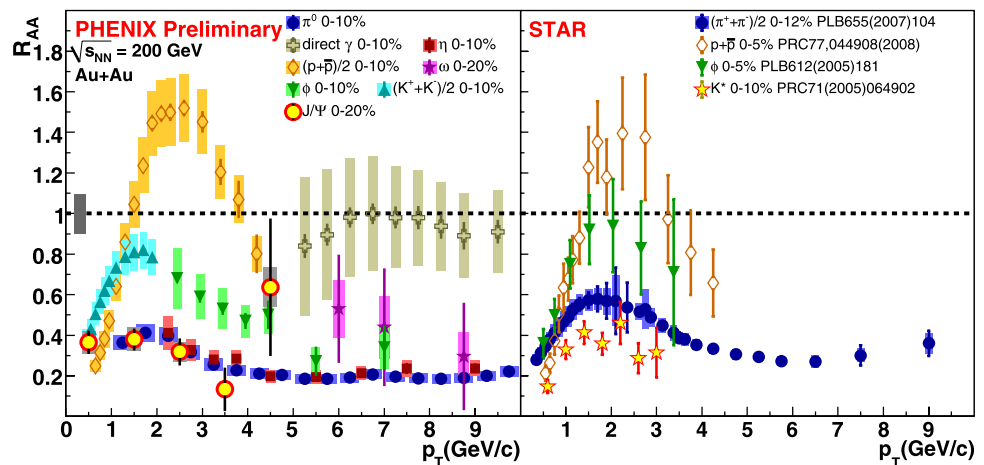 R_AA
PHENIX Preliminary
√s_NN = 200 GeV
Au+Au
π⁰ 0-10%
direct γ 0-10%
η 0-10%
(p+p̅)/2 0-10%
ω 0-20%
ϕ 0-10%
(K⁺+K⁻)/2 0-10%
J/Ψ 0-20%
1.8
1.6
1.4
1.2
1
0.8
0.6
0.4
0.2
0 1 2 3 4 5 6 7 8 9
p_T(GeV/c)
STAR
(π⁺+π⁻)/2 0-12% PLB655(2007)104
p+p̅ 0-5% PRC77,044908(2008)
ϕ 0-5% PLB612(2005)181
K* 0-10% PRC71(2005)064902
1 2 3 4 5 6 7 8 9
p_T(GeV/c)